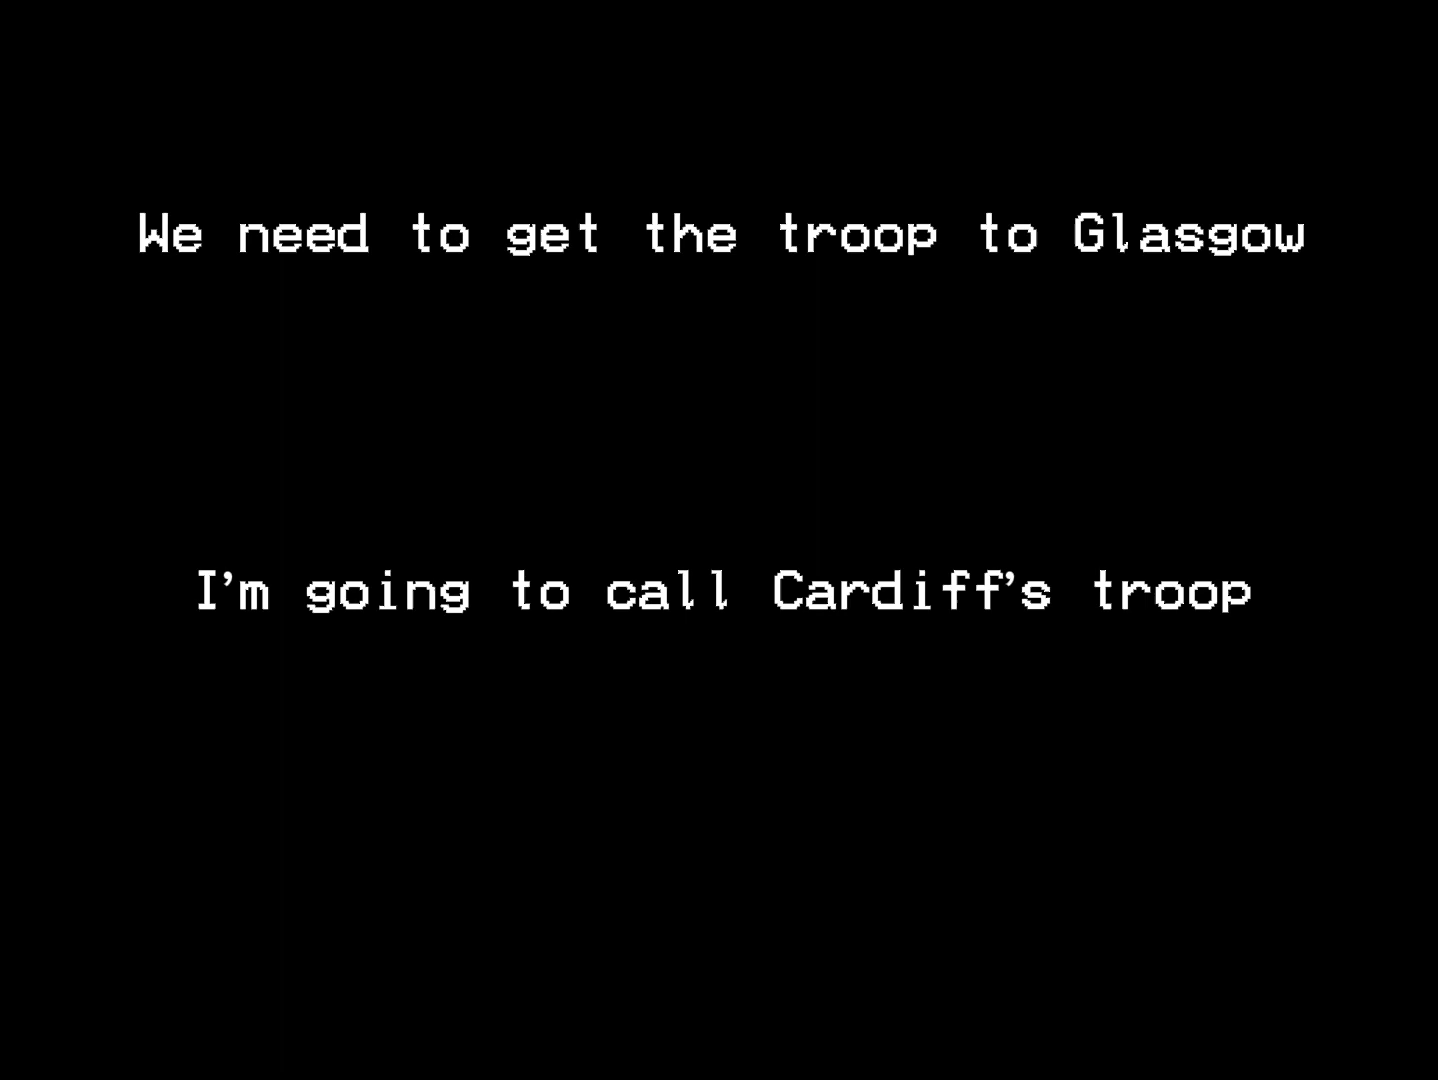 We need to get the troop to Glasgow
I’m going to call Cardiff’s troop